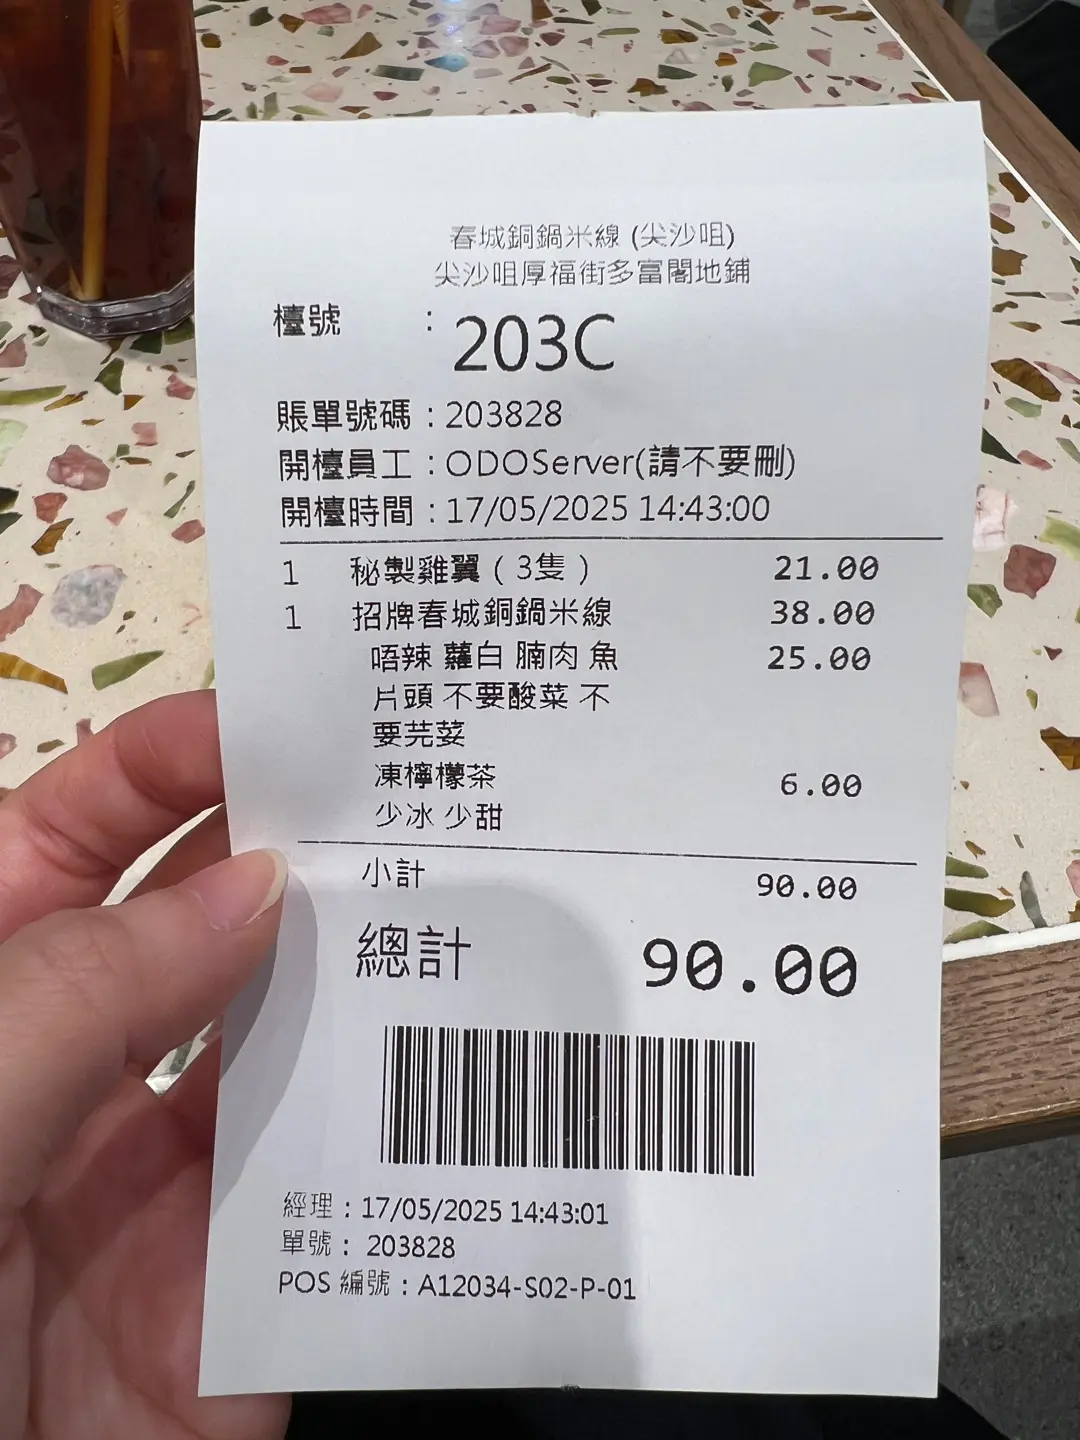 春城銅鍋米線 (尖沙咀)
尖沙咀厚福街多富閣地鋪
檯號 : 203C
賬單號碼 : 203828
開檯員工 : ODOServer(請不要刪)
開檯時間 : 17/05/2025 14:43:00
1 秘製雞翼 ( 3隻 ) 21.00
1 招牌春城銅鍋米線 38.00
唔辣 蘿白 腩肉 魚 25.00
片頭 不要酸菜 不
要芫荽
凍檸檬茶 6.00
少冰 少甜
小計 90.00
總計 90.00
經理 : 17/05/2025 14:43:01
單號 : 203828
POS 編號 : A12034-S02-P-01